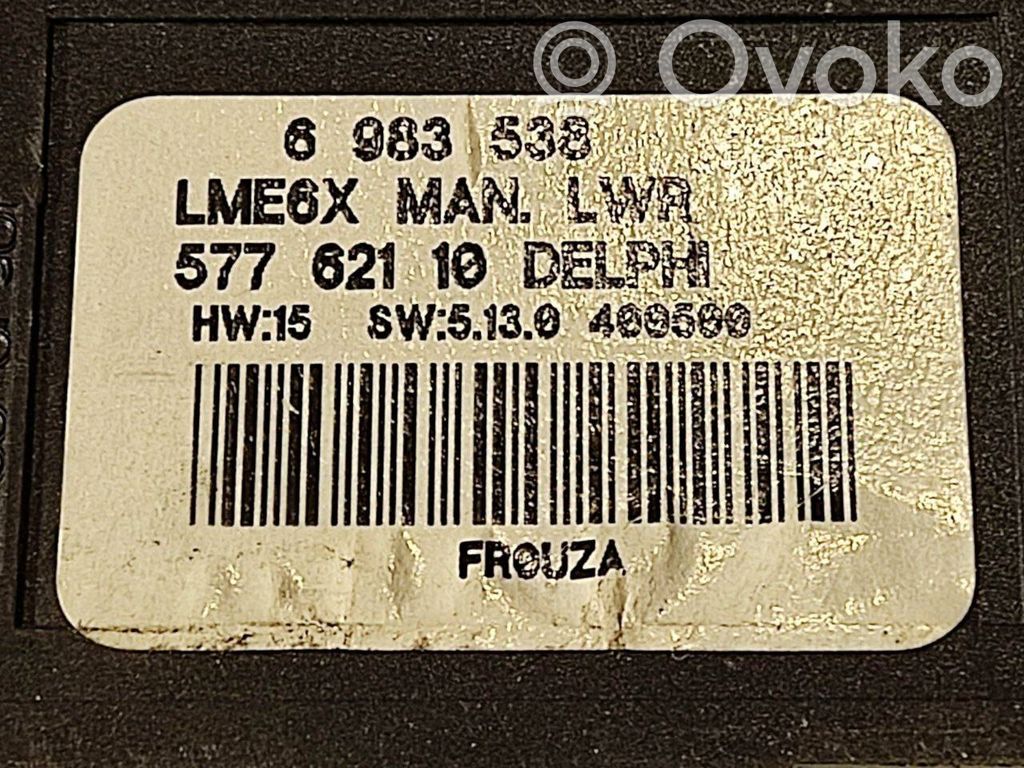 © Ovoko
6 983 538
LME6X MAN. LWR
577 621 10 DELPHI
HW:15 SW:5.13.0 409500
FROUZA